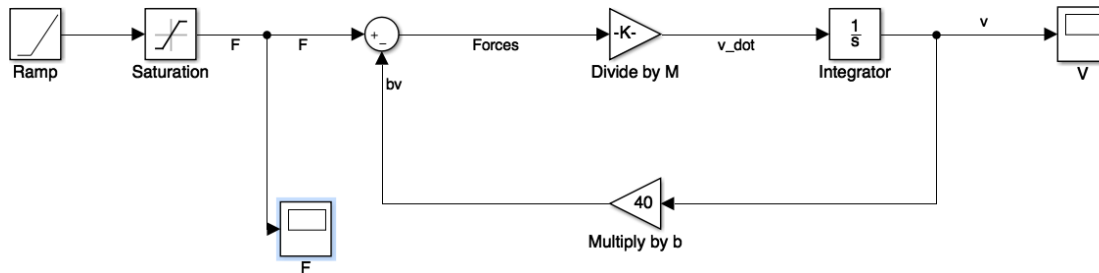 Ramp
Saturation
F
F
+
−
bv
Forces
-K-
Divide by M
v_dot
1
s
Integrator
v
V
F
40
Multiply by b